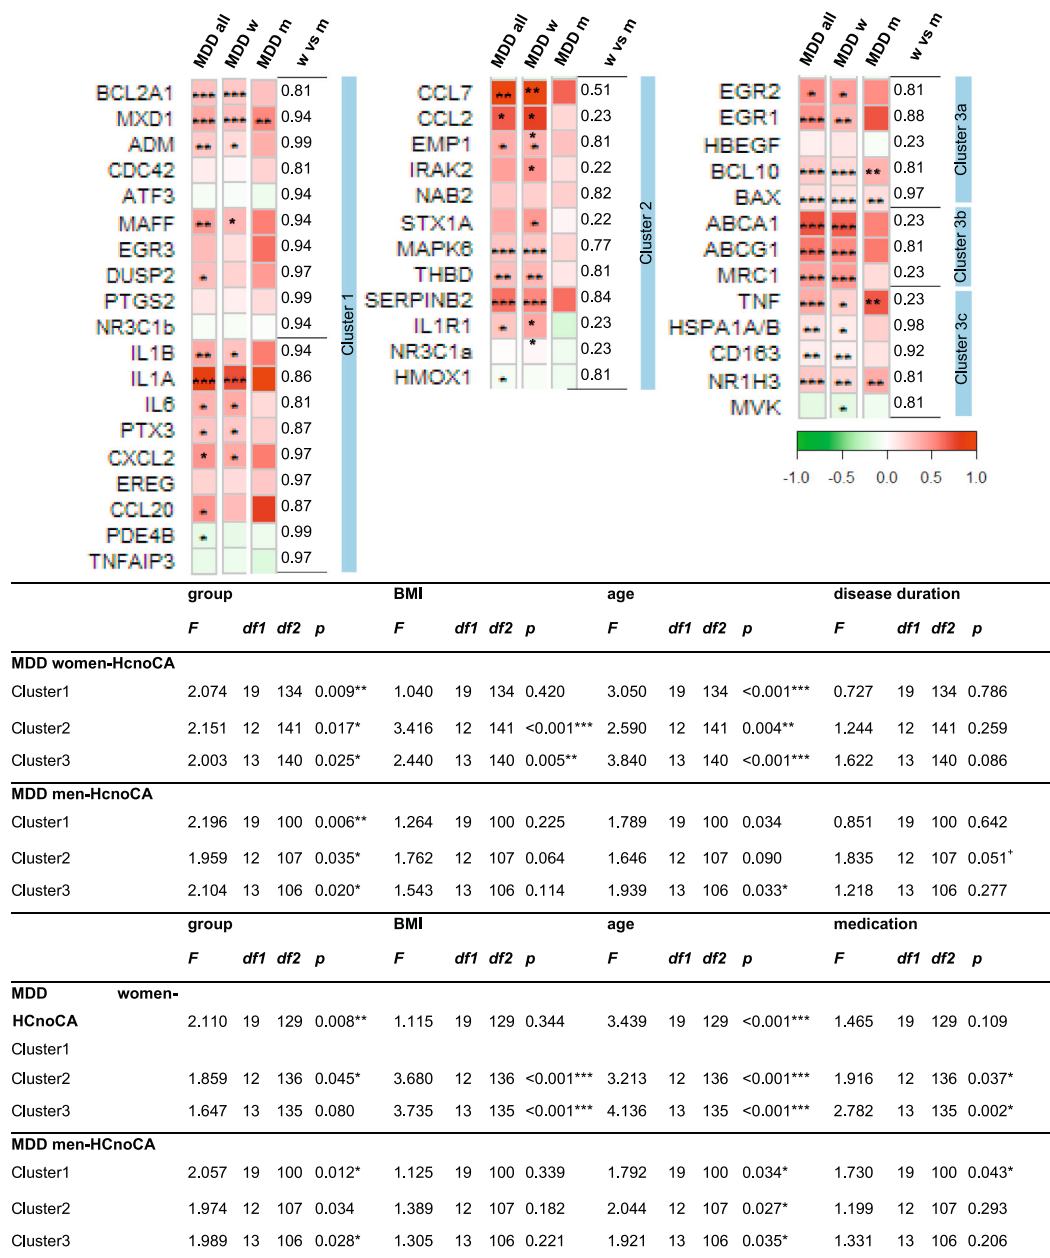 MDD all MDD w MDD m w vs m
BCL2A1 *** *** 0.81
MXD1 *** *** ** 0.94
ADM ** * 0.99
CDC42 0.81
ATF3 0.94
MAFF ** * 0.94
EGR3 0.94
DUSP2 * 0.97
PTGS2 0.99
NR3C1b 0.94
IL1B ** * 0.94
IL1A *** *** 0.86
IL6 * * 0.81
PTX3 * * 0.87
CXCL2 * * 0.97
EREG 0.97
CCL20 * 0.87
PDE4B * 0.99
TNFAIP3 0.97
Cluster 1
MDD all MDD w MDD m w vs m
CCL7 ** ** 0.51
CCL2 * * 0.23
EMP1 * * * 0.81
IRAK2 * 0.22
NAB2 0.82
STX1A * 0.22
MAPK6 *** *** 0.77
THBD ** ** 0.81
SERPINB2 *** *** 0.84
IL1R1 * * 0.23
NR3C1a * 0.23
HMOX1 * 0.81
Cluster 2
MDD all MDD w MDD m w vs m
EGR2 * * 0.81
EGR1 *** ** 0.88
HBEGF 0.23
BCL10 *** *** ** 0.81
BAX *** *** ** 0.97
Cluster 3a
ABCA1 *** *** 0.23
ABCG1 *** *** 0.81
MRC1 *** *** 0.23
Cluster 3b
TNF *** * ** 0.23
HSPA1A/B ** * 0.98
CD163 ** ** 0.92
NR1H3 *** ** ** 0.81
MVK * 0.81
Cluster 3c
-1.0 -0.5 0.0 0.5 1.0
group BMI age disease duration
F df1 df2 p F df1 df2 p F df1 df2 p F df1 df2 p
MDD women-HcnoCA
Cluster1 2.074 19 134 0.009** 1.040 19 134 0.420 3.050 19 134 <0.001*** 0.727 19 134 0.786
Cluster2 2.151 12 141 0.017* 3.416 12 141 <0.001*** 2.590 12 141 0.004** 1.244 12 141 0.259
Cluster3 2.003 13 140 0.025* 2.440 13 140 0.005** 3.840 13 140 <0.001*** 1.622 13 140 0.086
MDD men-HcnoCA
Cluster1 2.196 19 100 0.006** 1.264 19 100 0.225 1.789 19 100 0.034 0.851 19 100 0.642
Cluster2 1.959 12 107 0.035* 1.762 12 107 0.064 1.646 12 107 0.090 1.835 12 107 0.051+
Cluster3 2.104 13 106 0.020* 1.543 13 106 0.114 1.939 13 106 0.033* 1.218 13 106 0.277
group BMI age medication
F df1 df2 p F df1 df2 p F df1 df2 p F df1 df2 p
MDD women-
HCnoCA 2.110 19 129 0.008** 1.115 19 129 0.344 3.439 19 129 <0.001*** 1.465 19 129 0.109
Cluster1
Cluster2 1.859 12 136 0.045* 3.680 12 136 <0.001*** 3.213 12 136 <0.001*** 1.916 12 136 0.037*
Cluster3 1.647 13 135 0.080 3.735 13 135 <0.001*** 4.136 13 135 <0.001*** 2.782 13 135 0.002*
MDD men-HCnoCA
Cluster1 2.057 19 100 0.012* 1.125 19 100 0.339 1.792 19 100 0.034* 1.730 19 100 0.043*
Cluster2 1.974 12 107 0.034 1.389 12 107 0.182 2.044 12 107 0.027* 1.199 12 107 0.293
Cluster3 1.989 13 106 0.028* 1.305 13 106 0.221 1.921 13 106 0.035* 1.331 13 106 0.206